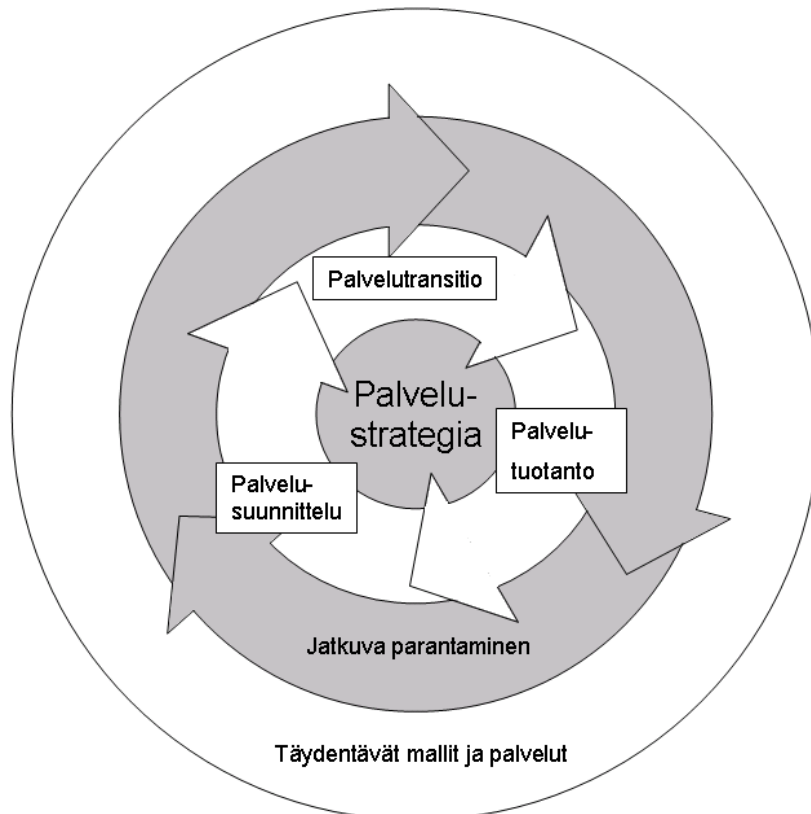 Palvelutransitio
Palvelu-
strategia
Palvelu-
tuotanto
Palvelu-
suunnittelu
Jatkuva parantaminen
Täydentävät mallit ja palvelut